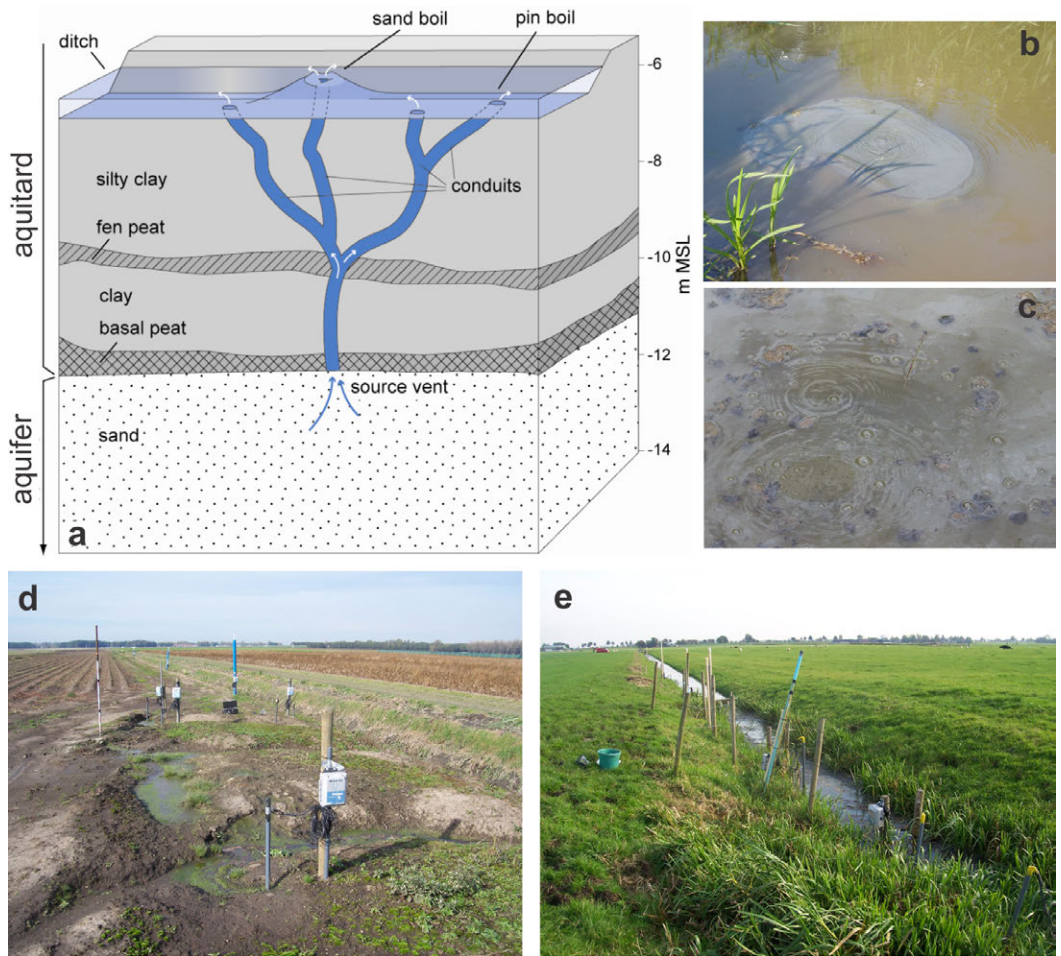 sand boil
pin boil
ditch
-6
silty clay
-8
conduits
aquitard
fen peat
-10
m MSL
clay
basal peat
-12
source vent
sand
aquifer
-14
a
b
c
d
e